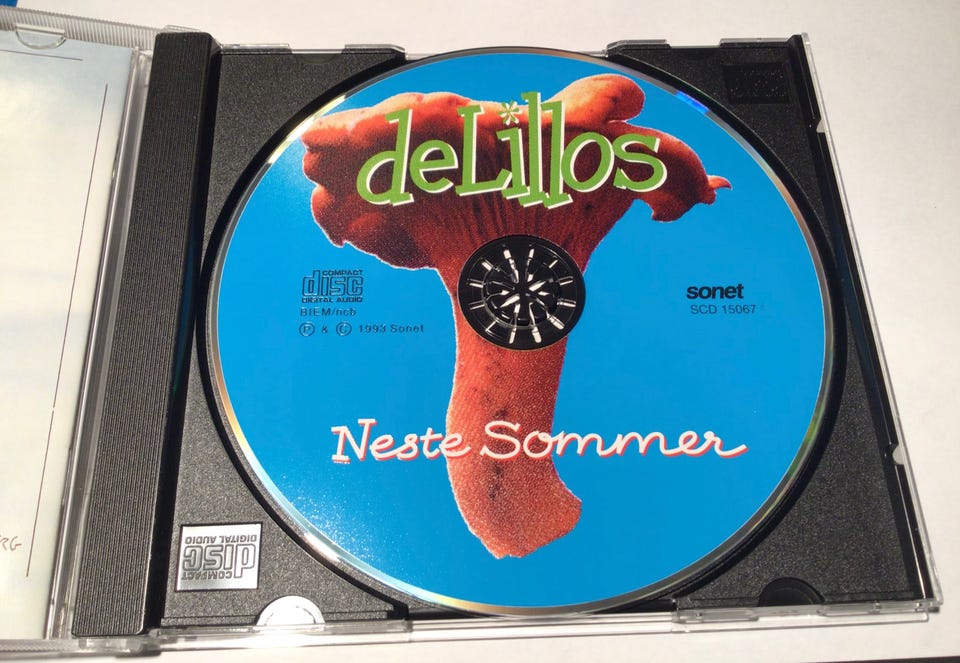 deLillos
COMPACT
disc
DIGITAL AUDIO
BIEM/ncb
Ⓟ & © 1993 Sonet
sonet
SCD 15067
Neste Sommer
COMPACT
disc
DIGITAL AUDIO